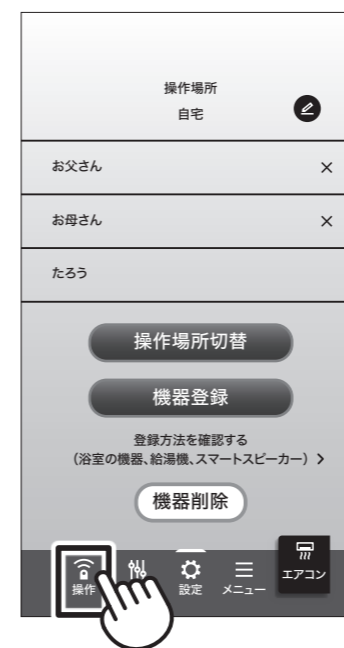 操作場所
自宅
お父さん ×
お母さん ×
たろう
操作場所切替
機器登録
登録方法を確認する
(浴室の機器、給湯機、スマートスピーカー) >
機器削除
操作 設定 メニュー エアコン